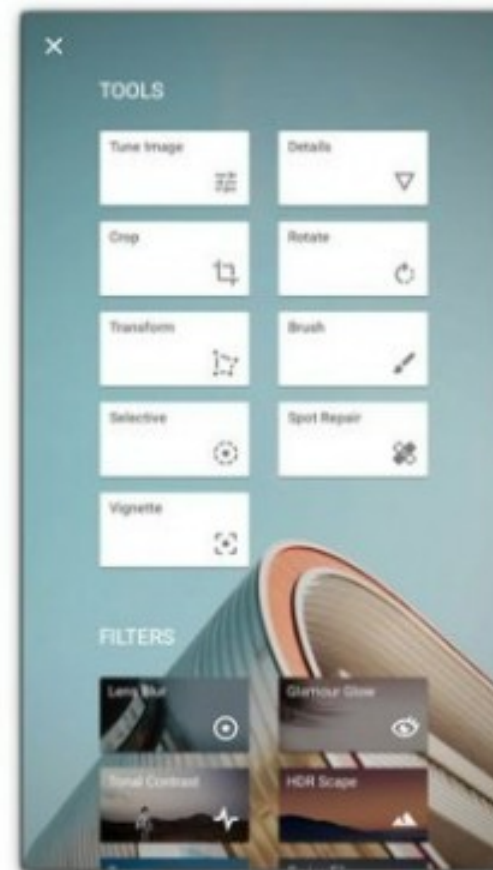 TOOLS
Tune Image
Details
Crop
Rotate
Transform
Brush
Selective
Spot Repair
Vignette
FILTERS
Lens Blur
Glamour Glow
Tonal Contrast
HDR Scape